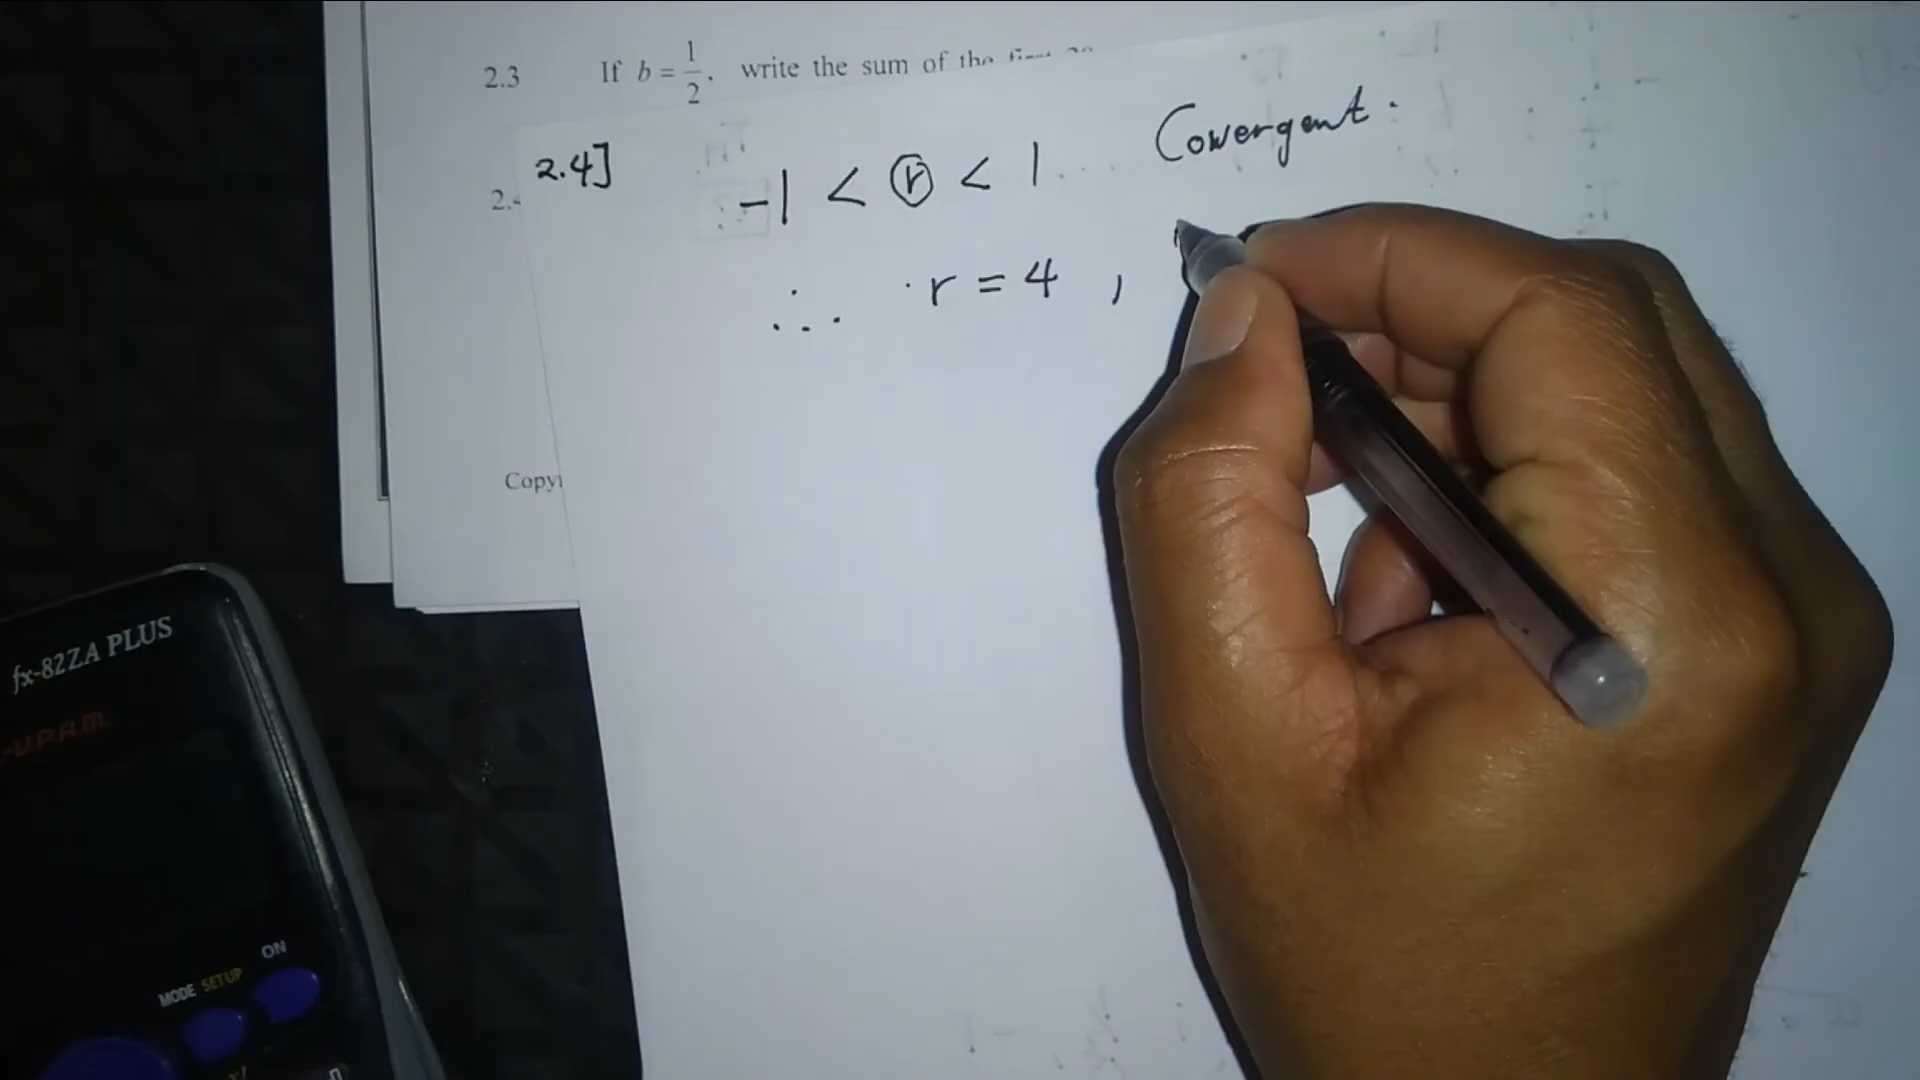 2.3 If b = 1/2, write the sum of the
2.4] -1 < r < 1 ... Covergent.
2.
∴ r = 4 ,
Copy
fx-82ZA PLUS
V.P.A.M.
ON
MODE SETUP